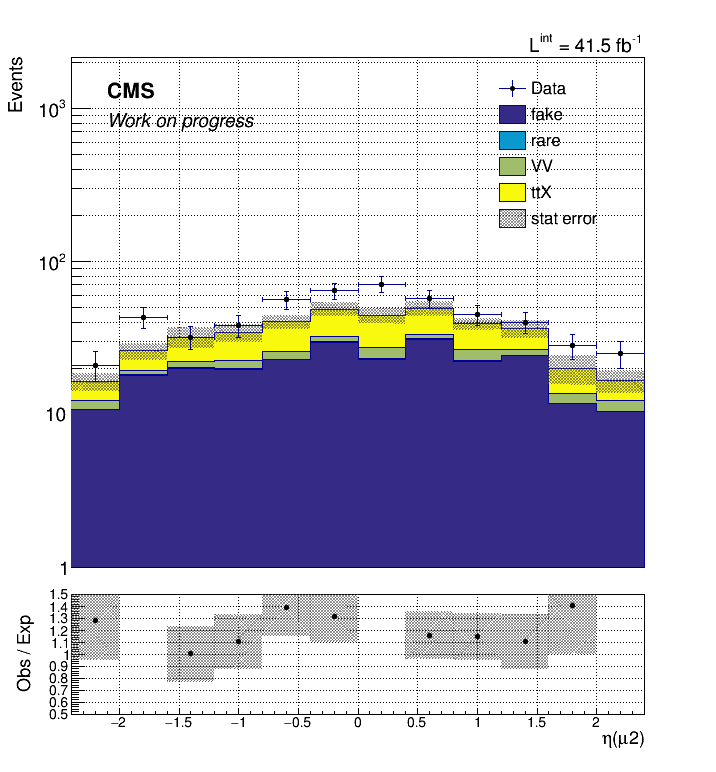 L^int = 41.5 fb^-1
Events
CMS
Work on progress
Data
fake
rare
VV
ttX
stat error
10^3
10^2
10
1
Obs / Exp
1.5
1.4
1.3
1.2
1.1
1
0.9
0.8
0.7
0.6
0.5
−2 −1.5 −1 −0.5 0 0.5 1 1.5 2
η(μ2)